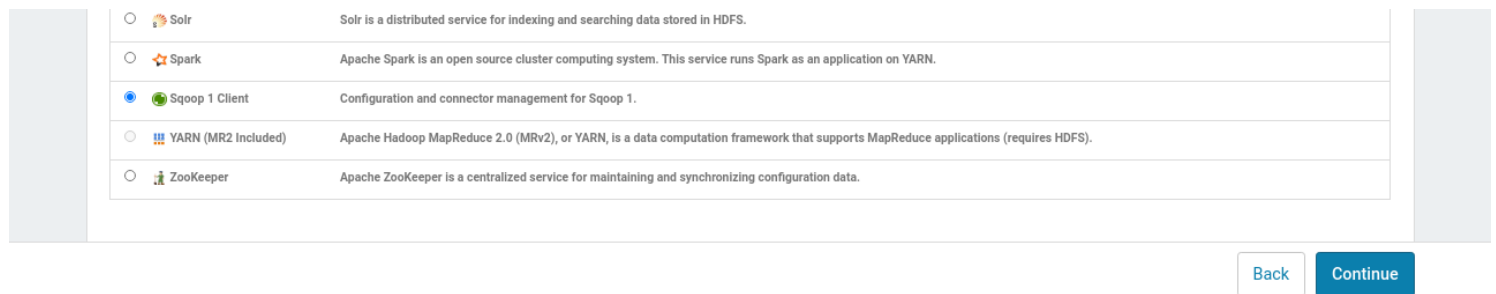 Solr Solr is a distributed service for indexing and searching data stored in HDFS.
Spark Apache Spark is an open source cluster computing system. This service runs Spark as an application on YARN.
Sqoop 1 Client Configuration and connector management for Sqoop 1.
YARN (MR2 Included) Apache Hadoop MapReduce 2.0 (MRv2), or YARN, is a data computation framework that supports MapReduce applications (requires HDFS).
ZooKeeper Apache ZooKeeper is a centralized service for maintaining and synchronizing configuration data.
Back Continue